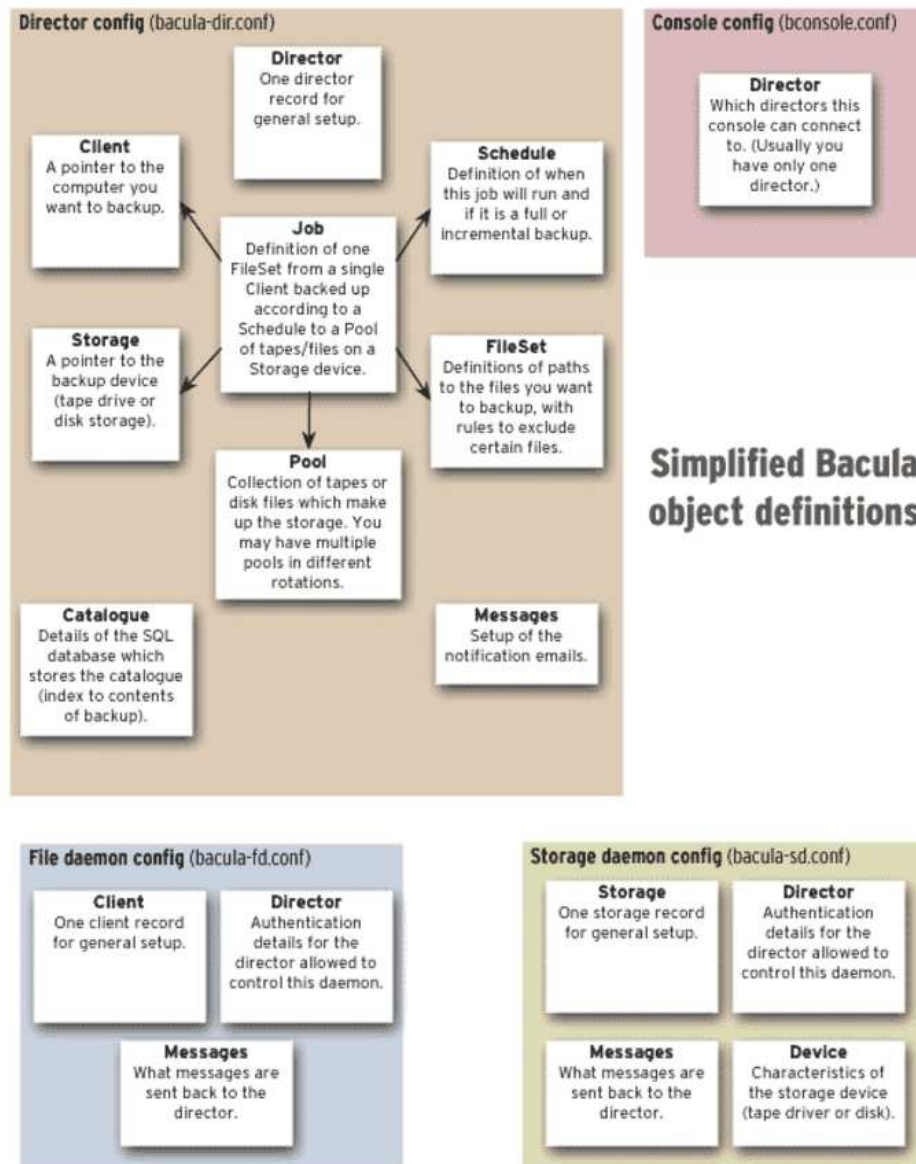 Director config (bacula-dir.conf)
Director
One director
record for
general setup.
Client
A pointer to the
computer you
want to backup.
Schedule
Definition of when
this job will run and
if it is a full or
incremental backup.
Job
Definition of one
FileSet from a single
Client backed up
according to a
Schedule to a Pool
of tapes/files on a
Storage device.
Storage
A pointer to the
backup device
(tape drive or
disk storage).
FileSet
Definitions of paths
to the files you want
to backup, with
rules to exclude
certain files.
Pool
Collection of tapes or
disk files which make
up the storage. You
may have multiple
pools in different
rotations.
Catalogue
Details of the SQL
database which
stores the catalogue
(index to contents
of backup).
Messages
Setup of the
notification emails.
Console config (bconsole.conf)
Director
Which directors this
console can connect
to. (Usually you
have only one
director.)
Simplified Bacula
object definitions
File daemon config (bacula-fd.conf)
Client
One client record
for general setup.
Director
Authentication
details for the
director allowed to
control this daemon.
Messages
What messages are
sent back to the
director.
Storage daemon config (bacula-sd.conf)
Storage
One storage record
for general setup.
Director
Authentication
details for the
director allowed to
control this daemon.
Messages
What messages are
sent back to the
director.
Device
Characteristics of
the storage device
(tape driver or disk).